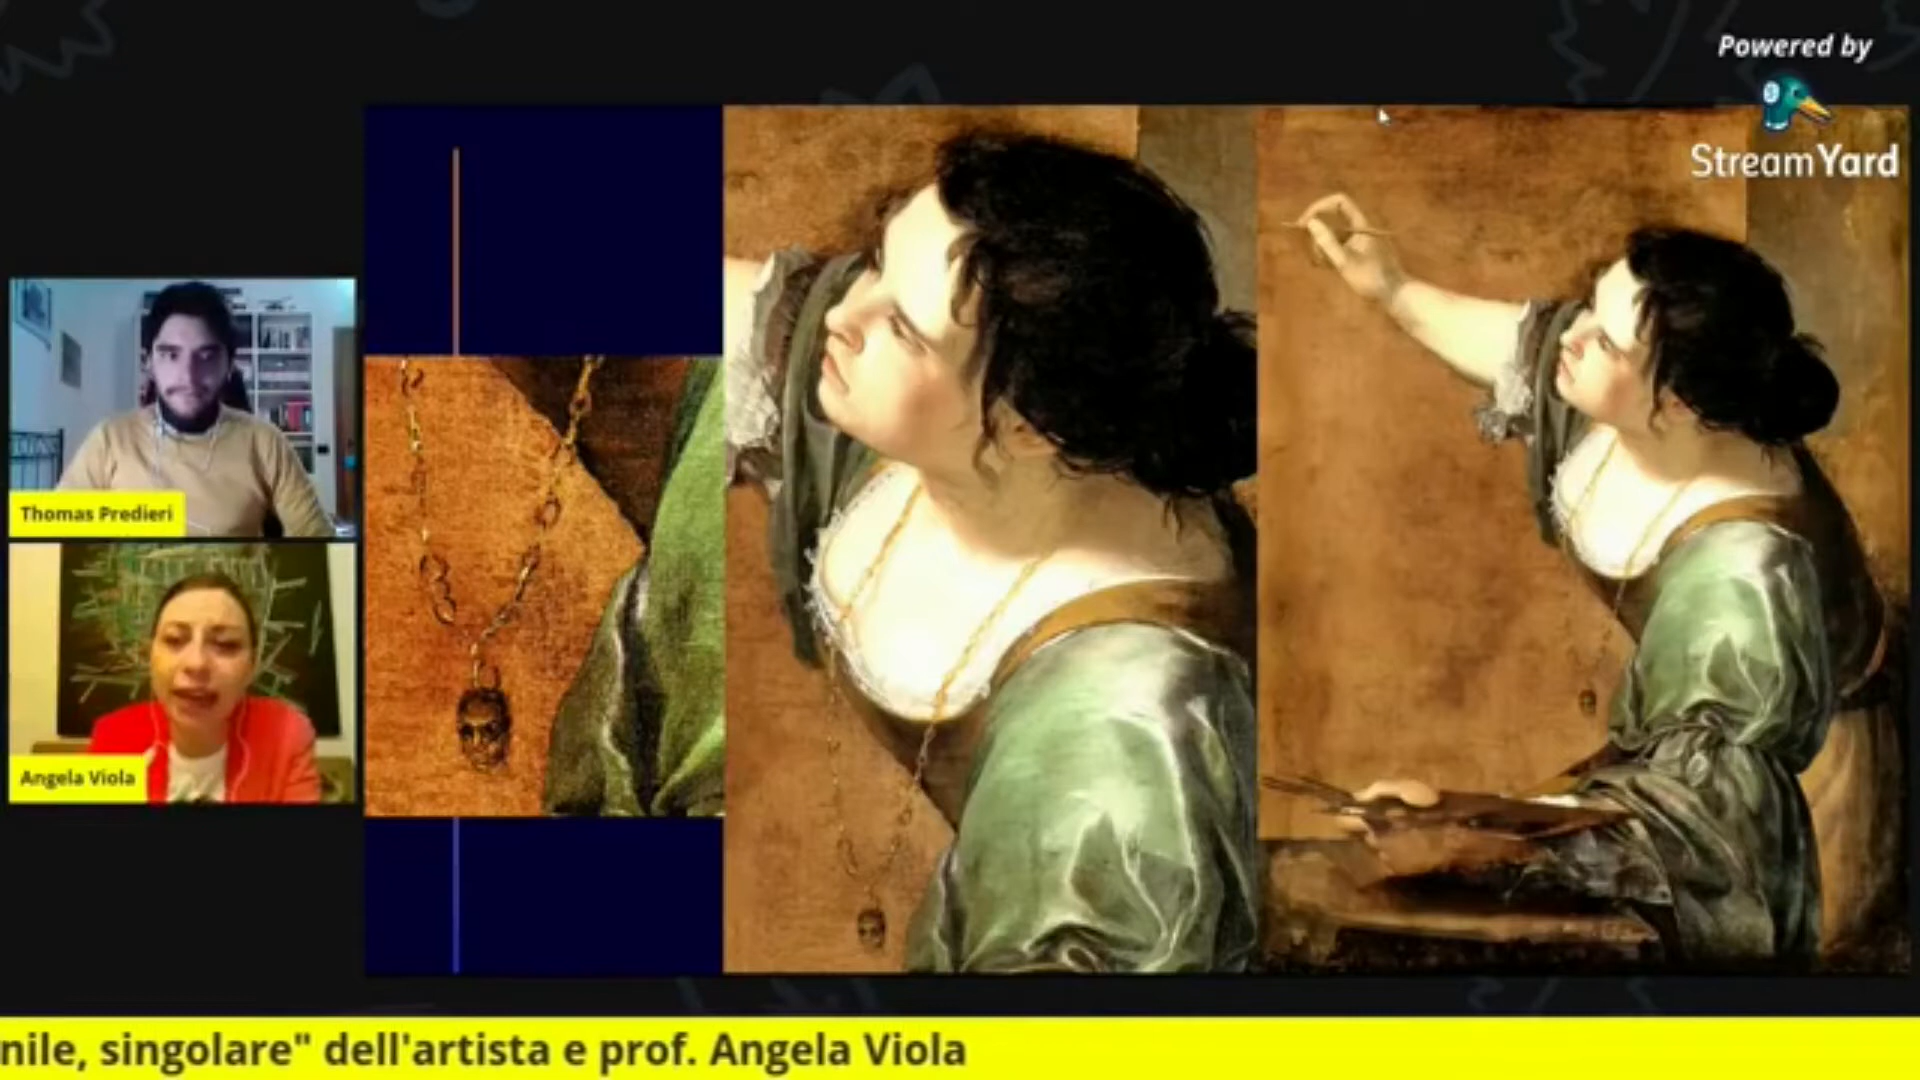 Powered by
StreamYard
Thomas Predieri
Angela Viola
nile, singolare" dell'artista e prof. Angela Viola